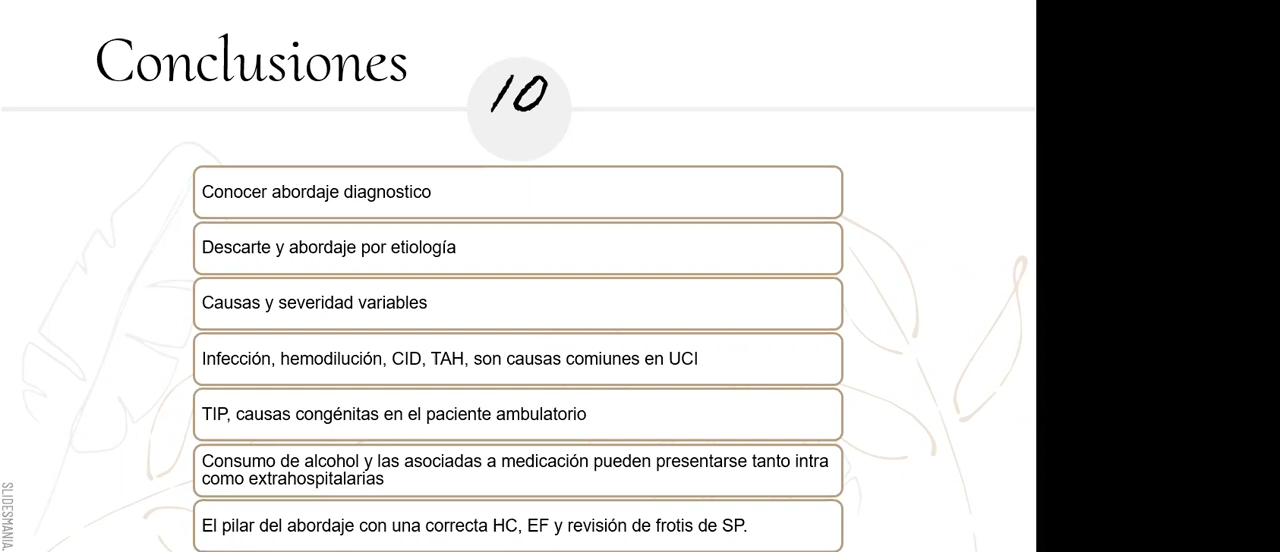 Conclusiones
10
Conocer abordaje diagnostico
Descarte y abordaje por etiología
Causas y severidad variables
Infección, hemodilución, CID, TAH, son causas comiunes en UCI
TIP, causas congénitas en el paciente ambulatorio
Consumo de alcohol y las asociadas a medicación pueden presentarse tanto intra
como extrahospitalarias
El pilar del abordaje con una correcta HC, EF y revisión de frotis de SP.
SLIDESMANIA.